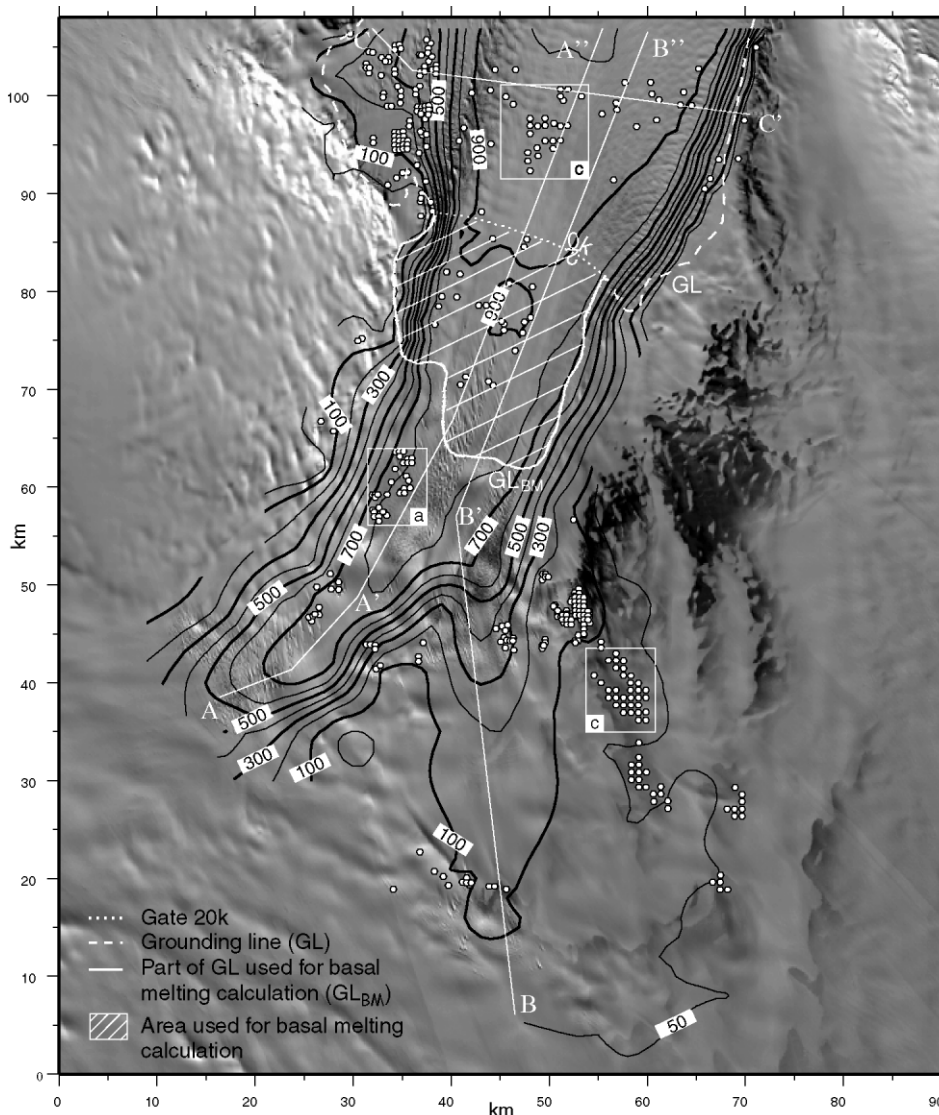 C
A''
B''
100
500
900
C'
c
100
90
80
20k
GL
900
70
300
100
60
a
GL_BM
km
700
B'
700
500
300
50
500
A'
40
A
500
c
300
100
30
20
100
Gate 20k
Grounding line (GL)
Part of GL used for basal
melting calculation (GL_BM)
Area used for basal melting
calculation
10
B
50
0
0 10 20 30 40 50 60 70 80 90
km